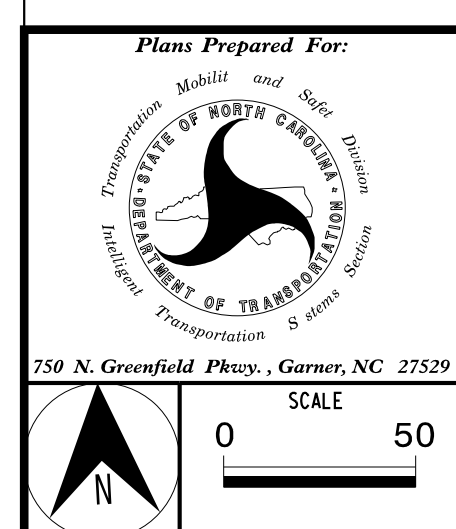 Plans Prepared For:
Transportation Mobilit and Safet Division
STATE OF NORTH CAROLINA
DEPARTMENT OF TRANSPORTATION
Intelligent Transportation S stems Section
750 N. Greenfield Pkwy. , Garner, NC 27529
N
SCALE
0 50